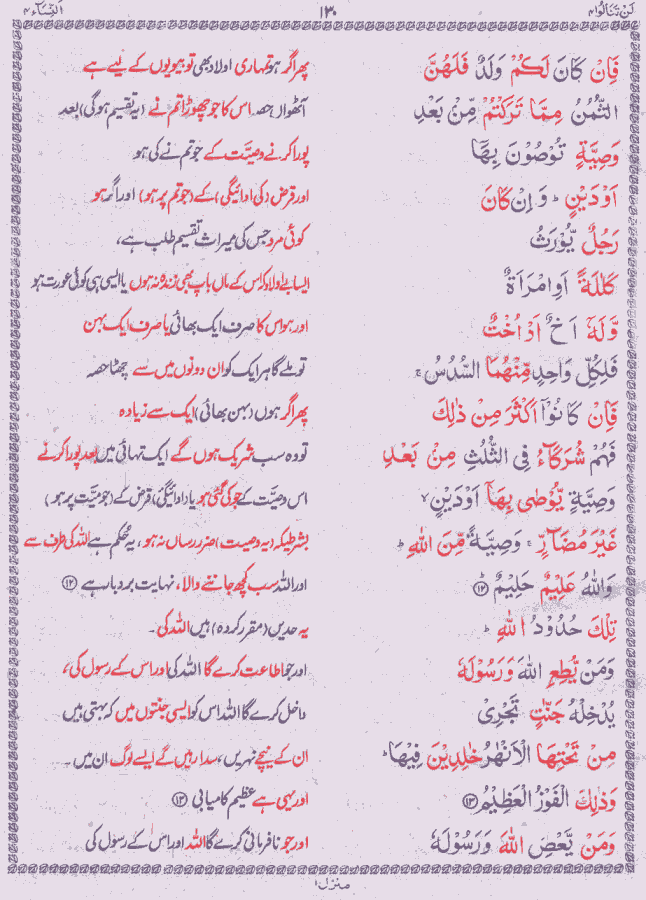 لَنْ تَنَالُوا ۴
۱۳۰
النِّسَآء ۴
فَاِنْ كَانَ لَكُمْ وَلَدٌ فَلَهُنَّ
الثُّمُنُ مِمَّا تَرَكْتُمْ مِّنْۢ بَعْدِ
وَصِيَّةٍ تُوْصُوْنَ بِهَاۤ
اَوْ دَيْنٍ ؕ وَ اِنْ كَانَ
رَجُلٌ يُّوْرَثُ
كَلٰلَةً اَوِ امْرَاَةٌ
وَّ لَهٗۤ اَخٌ اَوْ اُخْتٌ
فَلِكُلِّ وَاحِدٍ مِّنْهُمَا السُّدُسُ ۚ
فَاِنْ كَانُوْۤا اَكْثَرَ مِنْ ذٰلِكَ
فَهُمْ شُرَكَآءُ فِى الثُّلُثِ مِنْۢ بَعْدِ
وَصِيَّةٍ يُّوْصٰى بِهَاۤ اَوْ دَيْنٍ ۙ
غَيْرَ مُضَآرٍّ ۚ وَصِيَّةً مِّنَ اللّٰهِ ؕ
وَاللّٰهُ عَلِيْمٌ حَلِيْمٌ ؕ ﴿۱۲﴾
تِلْكَ حُدُوْدُ اللّٰهِ ؕ
وَمَنْ يُّطِعِ اللّٰهَ وَرَسُوْلَهٗ
يُدْخِلْهُ جَنّٰتٍ تَجْرِىْ
مِنْ تَحْتِهَا الْاَنْهٰرُ خٰلِدِيْنَ فِيْهَا ؕ
وَذٰلِكَ الْفَوْزُ الْعَظِيْمُ ﴿۱۳﴾
وَمَنْ يَّعْصِ اللّٰهَ وَرَسُوْلَهٗ
پھر اگر ہو تمہاری اولاد بھی تو بیویوں کے لیے ہے
آٹھواں حصہ اس کا جو چھوڑا تم نے (یہ تقسیم ہو گی) بعد
پورا کرنے وصیّت کے جو تم نے کی ہو
اور قرض (کی ادائیگی) کے (جو تم پر ہو) اور اگر ہو
کوئی مرد جس کی میراث تقسیم طلب ہے،
ایسا بے اولاد کہ اس کے ماں باپ بھی زندہ نہ ہوں یا ایسی ہی کوئی عورت ہو
اور ہو اس کا صرف ایک بھائی یا صرف ایک بہن
تو ملے گا ہر ایک کو ان دونوں میں سے چھٹا حصہ
پھر اگر ہوں (بہن بھائی) ایک سے زیادہ
تو وہ سب شریک ہوں گے ایک تہائی میں بعد پورا کرنے
اس وصیّت کے جو کی گئی ہو یا (ادائیگی) قرض کے (جو میّت پر ہو)
بشرطیکہ (یہ وصیت) ضرر رساں نہ ہو، یہ حُکم ہے اللہ کی طرف سے
اور اللہ سب کچھ جاننے والا، نہایت بردبار ہے ﴿۱۲﴾
یہ حدیں (مقرر کردہ) ہیں اللہ کی۔
اور جو اطاعت کرے گا اللہ کی اور اس کے رسول کی،
داخل کرے گا اللہ اس کو ایسی جنتوں میں کہ بہتی ہیں
ان کے نیچے نہریں، سدا رہیں گے ایسے لوگ ان میں۔
اور یہی ہے عظیم کامیابی ﴿۱۳﴾
اور جو نافرمانی کرے گا اللہ اور اس کے رسول کی
منزل ۱